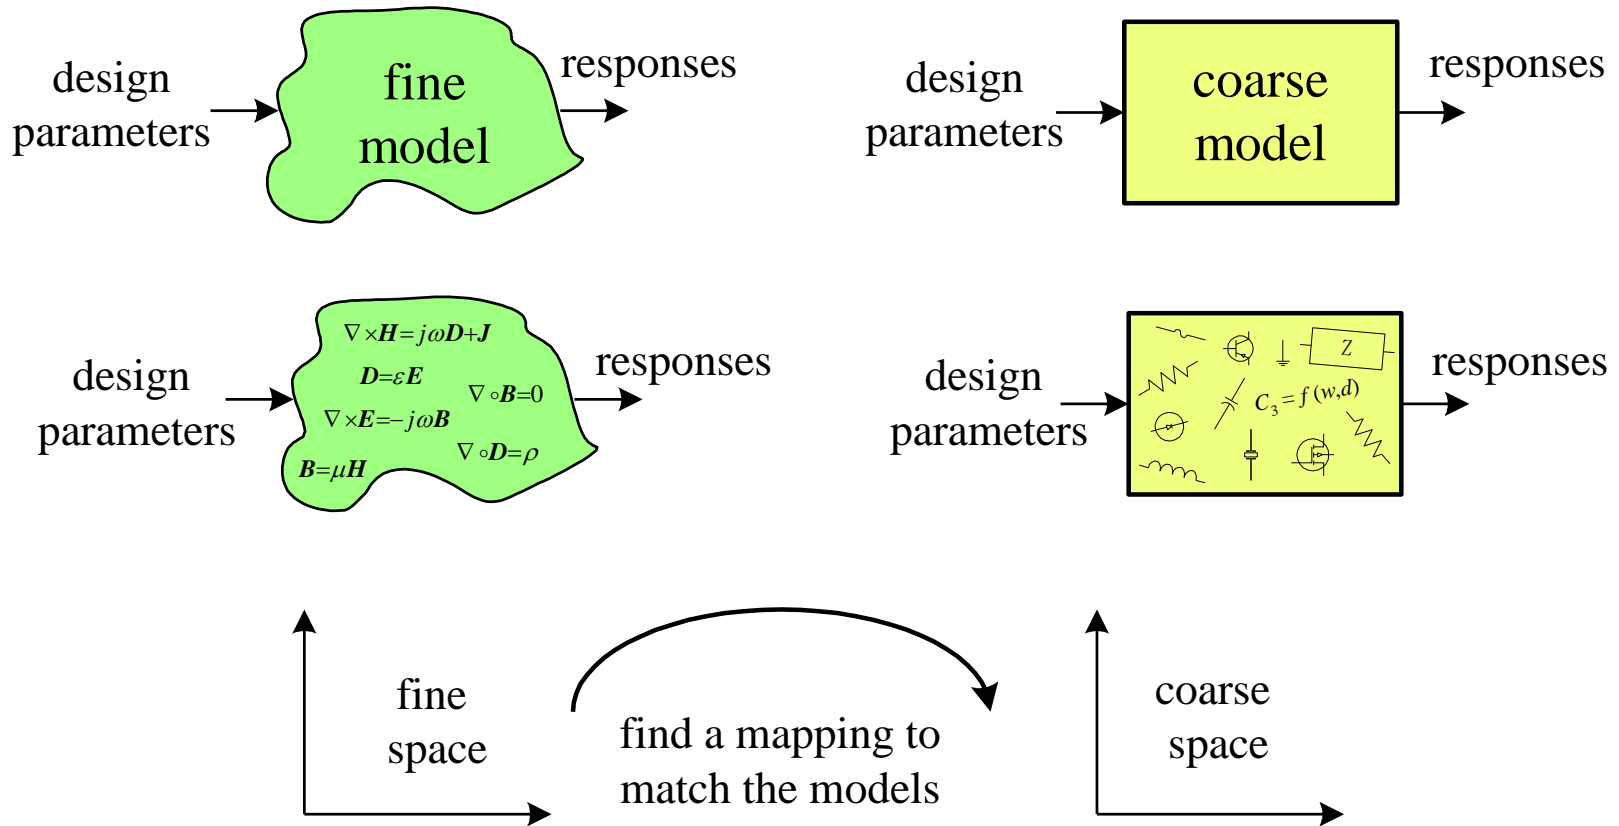 design
parameters
fine
model
responses
design
parameters
coarse
model
responses
design
parameters
∇×H=jωD+J
D=εE
∇∘B=0
∇×E=−jωB
∇∘D=ρ
B=μH
responses
design
parameters
Z
C₃=f(w,d)
responses
fine
space
find a mapping to
match the models
coarse
space